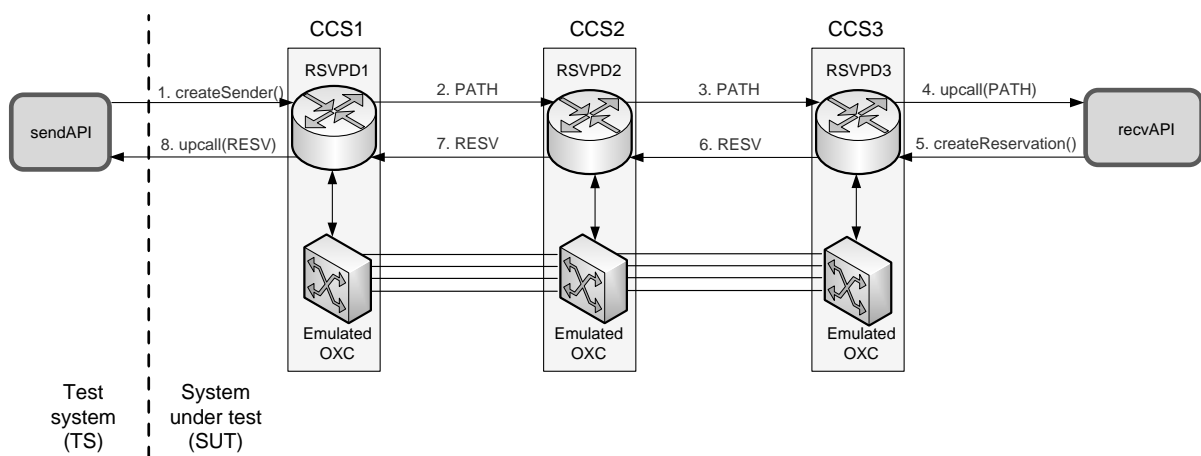 CCS1
CCS2
CCS3
RSVPD1
RSVPD2
RSVPD3
1. createSender()
2. PATH
3. PATH
4. upcall(PATH)
sendAPI
recvAPI
8. upcall(RESV)
7. RESV
6. RESV
5. createReservation()
Emulated
OXC
Emulated
OXC
Emulated
OXC
Test
system
(TS)
System
under test
(SUT)